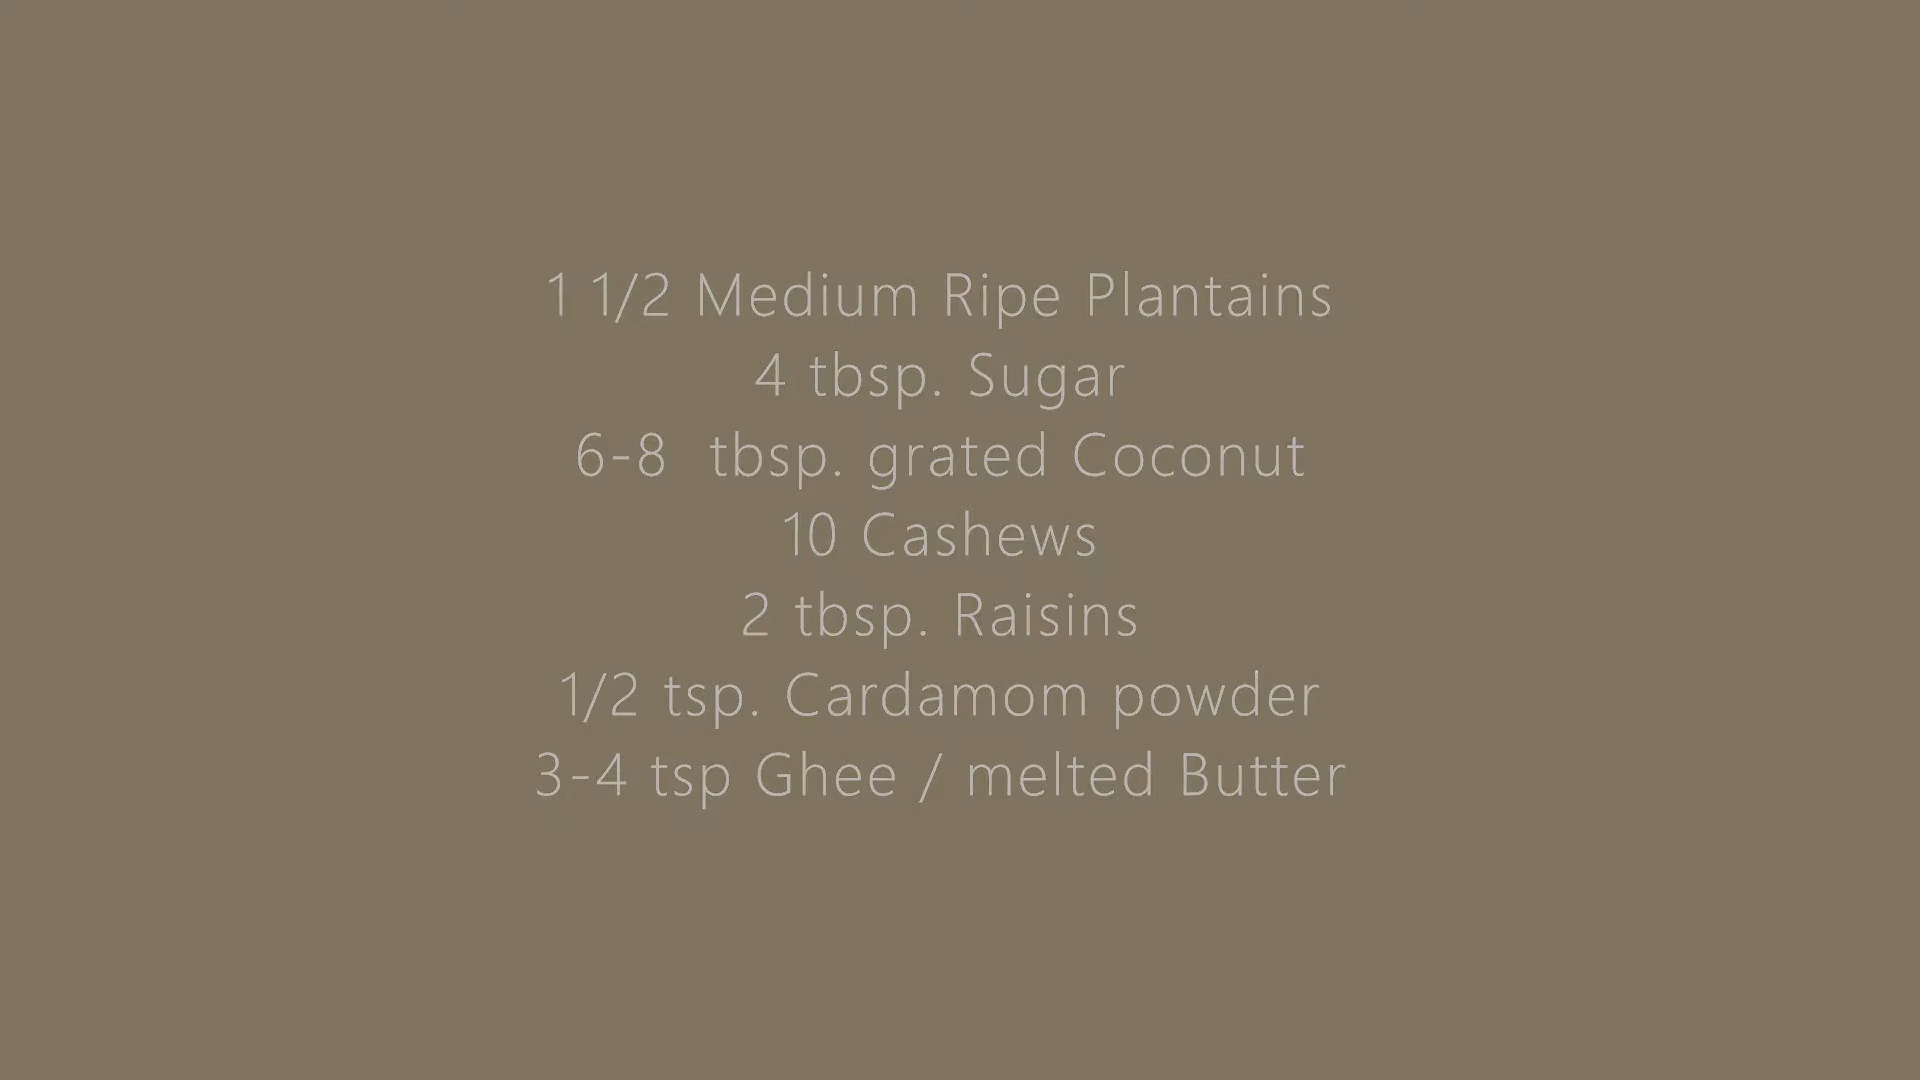 1 1/2 Medium Ripe Plantains
4 tbsp. Sugar
6-8 tbsp. grated Coconut
10 Cashews
2 tbsp. Raisins
1/2 tsp. Cardamom powder
3-4 tsp Ghee / melted Butter